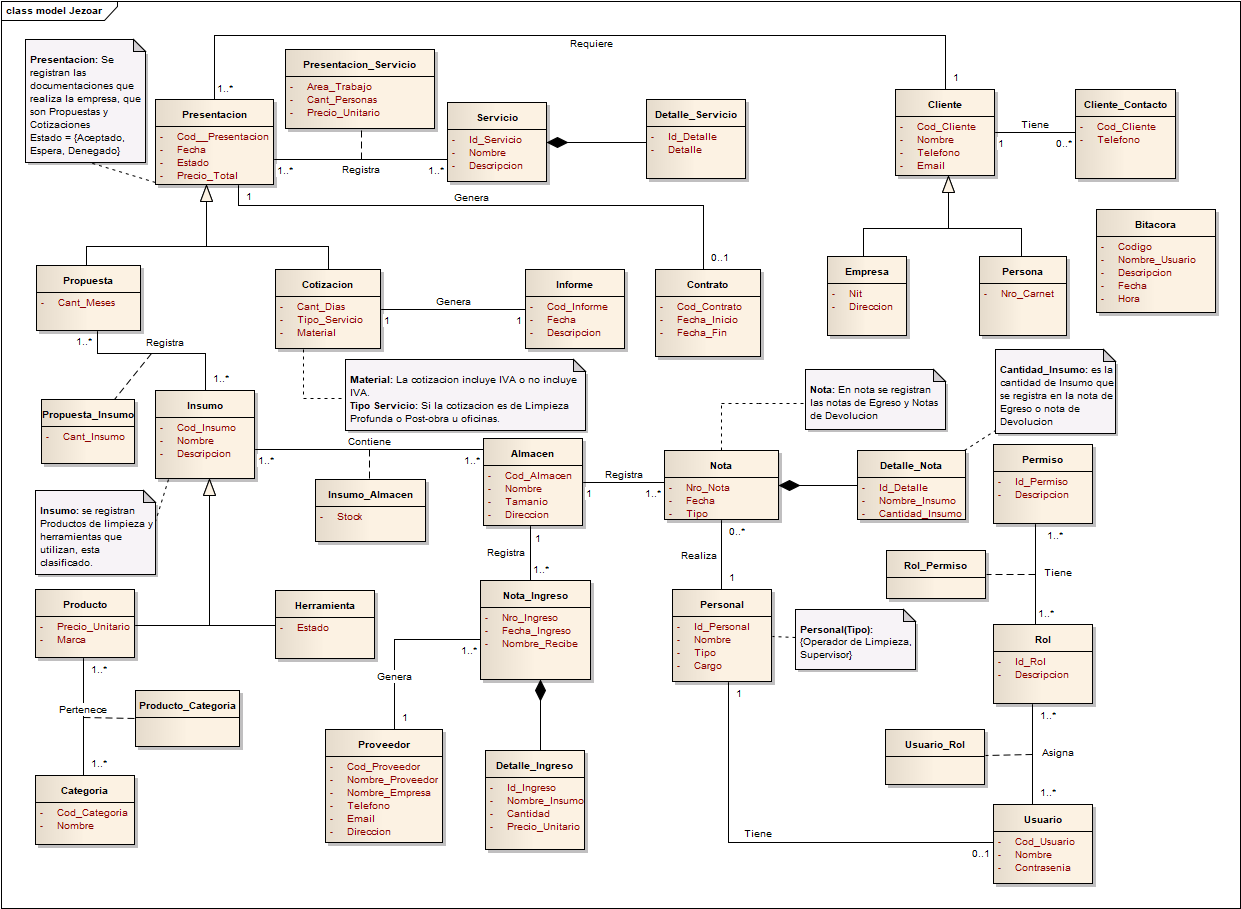 class model Jezoar
Presentacion: Se
registran las
documentaciones que
realiza la empresa, que
son Propuestas y
Cotizaciones
Estado = {Aceptado,
Espera, Denegado}
Requiere
1..*
1
Presentacion
- Cod__Presentacion
- Fecha
- Estado
- Precio_Total
Presentacion_Servicio
- Area_Trabajo
- Cant_Personas
- Precio_Unitario
1..*
Registra
1..*
Servicio
- Id_Servicio
- Nombre
- Descripcion
Detalle_Servicio
- Id_Detalle
- Detalle
Cliente
- Cod_Cliente
- Nombre
- Telefono
- Email
Tiene
1
0..*
Cliente_Contacto
- Cod_Cliente
- Telefono
1
Genera
0..1
Bitacora
- Codigo
- Nombre_Usuario
- Descripcion
- Fecha
- Hora
Propuesta
- Cant_Meses
Cotizacion
- Cant_Dias
- Tipo_Servicio
- Material
Genera
1
1
Informe
- Cod_Informe
- Fecha
- Descripcion
Contrato
- Cod_Contrato
- Fecha_Inicio
- Fecha_Fin
Empresa
- Nit
- Direccion
Persona
- Nro_Carnet
1..*
Registra
1..*
Material: La cotizacion incluye IVA o no incluye
IVA.
Tipo Servicio: Si la cotizacion es de Limpieza
Profunda o Post-obra u oficinas.
Nota: En nota se registran
las notas de Egreso y Notas
de Devolucion
Cantidad_Insumo: es la
cantidad de Insumo que
se registra en la nota de
Egreso o nota de
Devolucion
Propuesta_Insumo
- Cant_Insumo
Insumo
- Cod_Insumo
- Nombre
- Descripcion
Contiene
1..*
1..*
Insumo_Almacen
- Stock
Almacen
- Cod_Almacen
- Nombre
- Tamanio
- Direccion
Registra
1
1..*
Nota
- Nro_Nota
- Fecha
- Tipo
Detalle_Nota
- Id_Detalle
- Nombre_Insumo
- Cantidad_Insumo
Permiso
- Id_Permiso
- Descripcion
Insumo: se registran
Productos de limpieza y
herramientas que
utilizan, esta
clasificado.
1
Registra
1..*
0..*
Realiza
1
1..*
Tiene
1..*
Rol_Permiso
Producto
- Precio_Unitario
- Marca
Herramienta
- Estado
Nota_Ingreso
- Nro_Ingreso
- Fecha_Ingreso
- Nombre_Recibe
Personal
- Id_Personal
- Nombre
- Tipo
- Cargo
Personal(Tipo):
{Operador de Limpieza,
Supervisor}
Rol
- Id_Rol
- Descripcion
1..*
Pertenece
1..*
Producto_Categoria
1..*
Genera
1
1
Tiene
0..1
1..*
Asigna
1..*
Usuario_Rol
Categoria
- Cod_Categoria
- Nombre
Proveedor
- Cod_Proveedor
- Nombre_Proveedor
- Nombre_Empresa
- Telefono
- Email
- Direccion
Detalle_Ingreso
- Id_Ingreso
- Nombre_Insumo
- Cantidad
- Precio_Unitario
Usuario
- Cod_Usuario
- Nombre
- Contrasenia